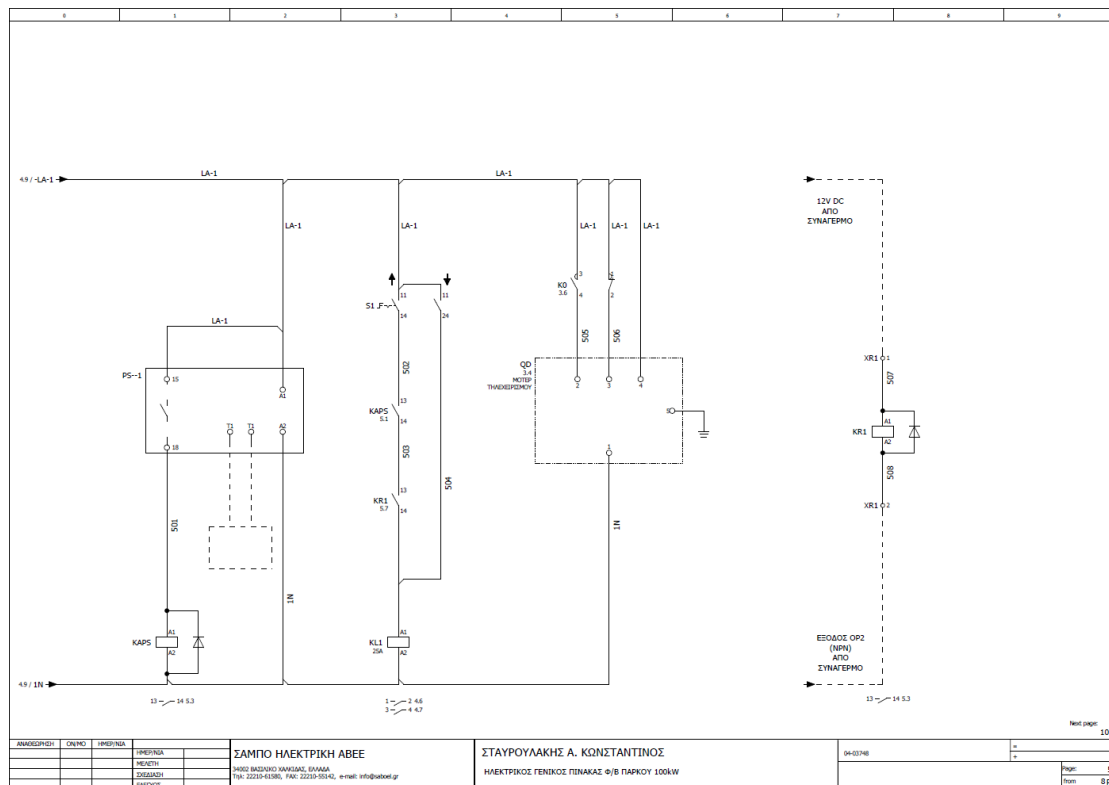 0 1 2 3 4 5 6 7 8 9
4.9 / -LA-1
LA-1
LA-1
LA-1
LA-1
LA-1
LA-1
LA-1
12V DC
ΑΠΟ
ΣΥΝΑΓΕΡΜΟ
LA-1
K0
3.6
3
4
1
2
S1
11
14
11
24
LA-1
505
506
502
PS--1
15
18
A1
T1
T1
A2
QD
3.4
ΜΟΤΕΡ
ΤΗΛΕΧΕΙΡΙΣΜΟΥ
2
3
4
S
1
XR1
1
507
KAPS
5.1
13
14
503
504
KR1
A1
A2
508
KR1
5.7
13
14
XR1
2
501
1N
1N
KAPS
A1
A2
KL1
25A
A1
A2
ΕΞΟΔΟΣ OP2
(NPN)
ΑΠΟ
ΣΥΝΑΓΕΡΜΟ
4.9 / 1N
13 14 5.3
1 2 4.6
3 4 4.7
13 14 5.3
Next page:
10
ΑΝΑΘΕΩΡΗΣΗ ΟΝ/ΜΟ ΗΜΕΡ/ΝΙΑ
ΗΜΕΡ/ΝΙΑ
ΜΕΛΕΤΗ
ΣΧΕΔΙΑΣΗ
ΣΑΜΠΟ ΗΛΕΚΤΡΙΚΗ ΑΒΕΕ
34002 ΒΑΣΙΛΙΚΟ ΧΑΛΚΙΔΑΣ, ΕΛΛΑΔΑ
Τηλ: 22210-61580, FAX: 22210-55142, e-mail: info@saboel.gr
ΣΤΑΥΡΟΥΛΑΚΗΣ Α. ΚΩΝΣΤΑΝΤΙΝΟΣ
ΗΛΕΚΤΡΙΚΟΣ ΓΕΝΙΚΟΣ ΠΙΝΑΚΑΣ Φ/Β ΠΑΡΚΟΥ 100kW
04-03748
=
+
Page:
from 8